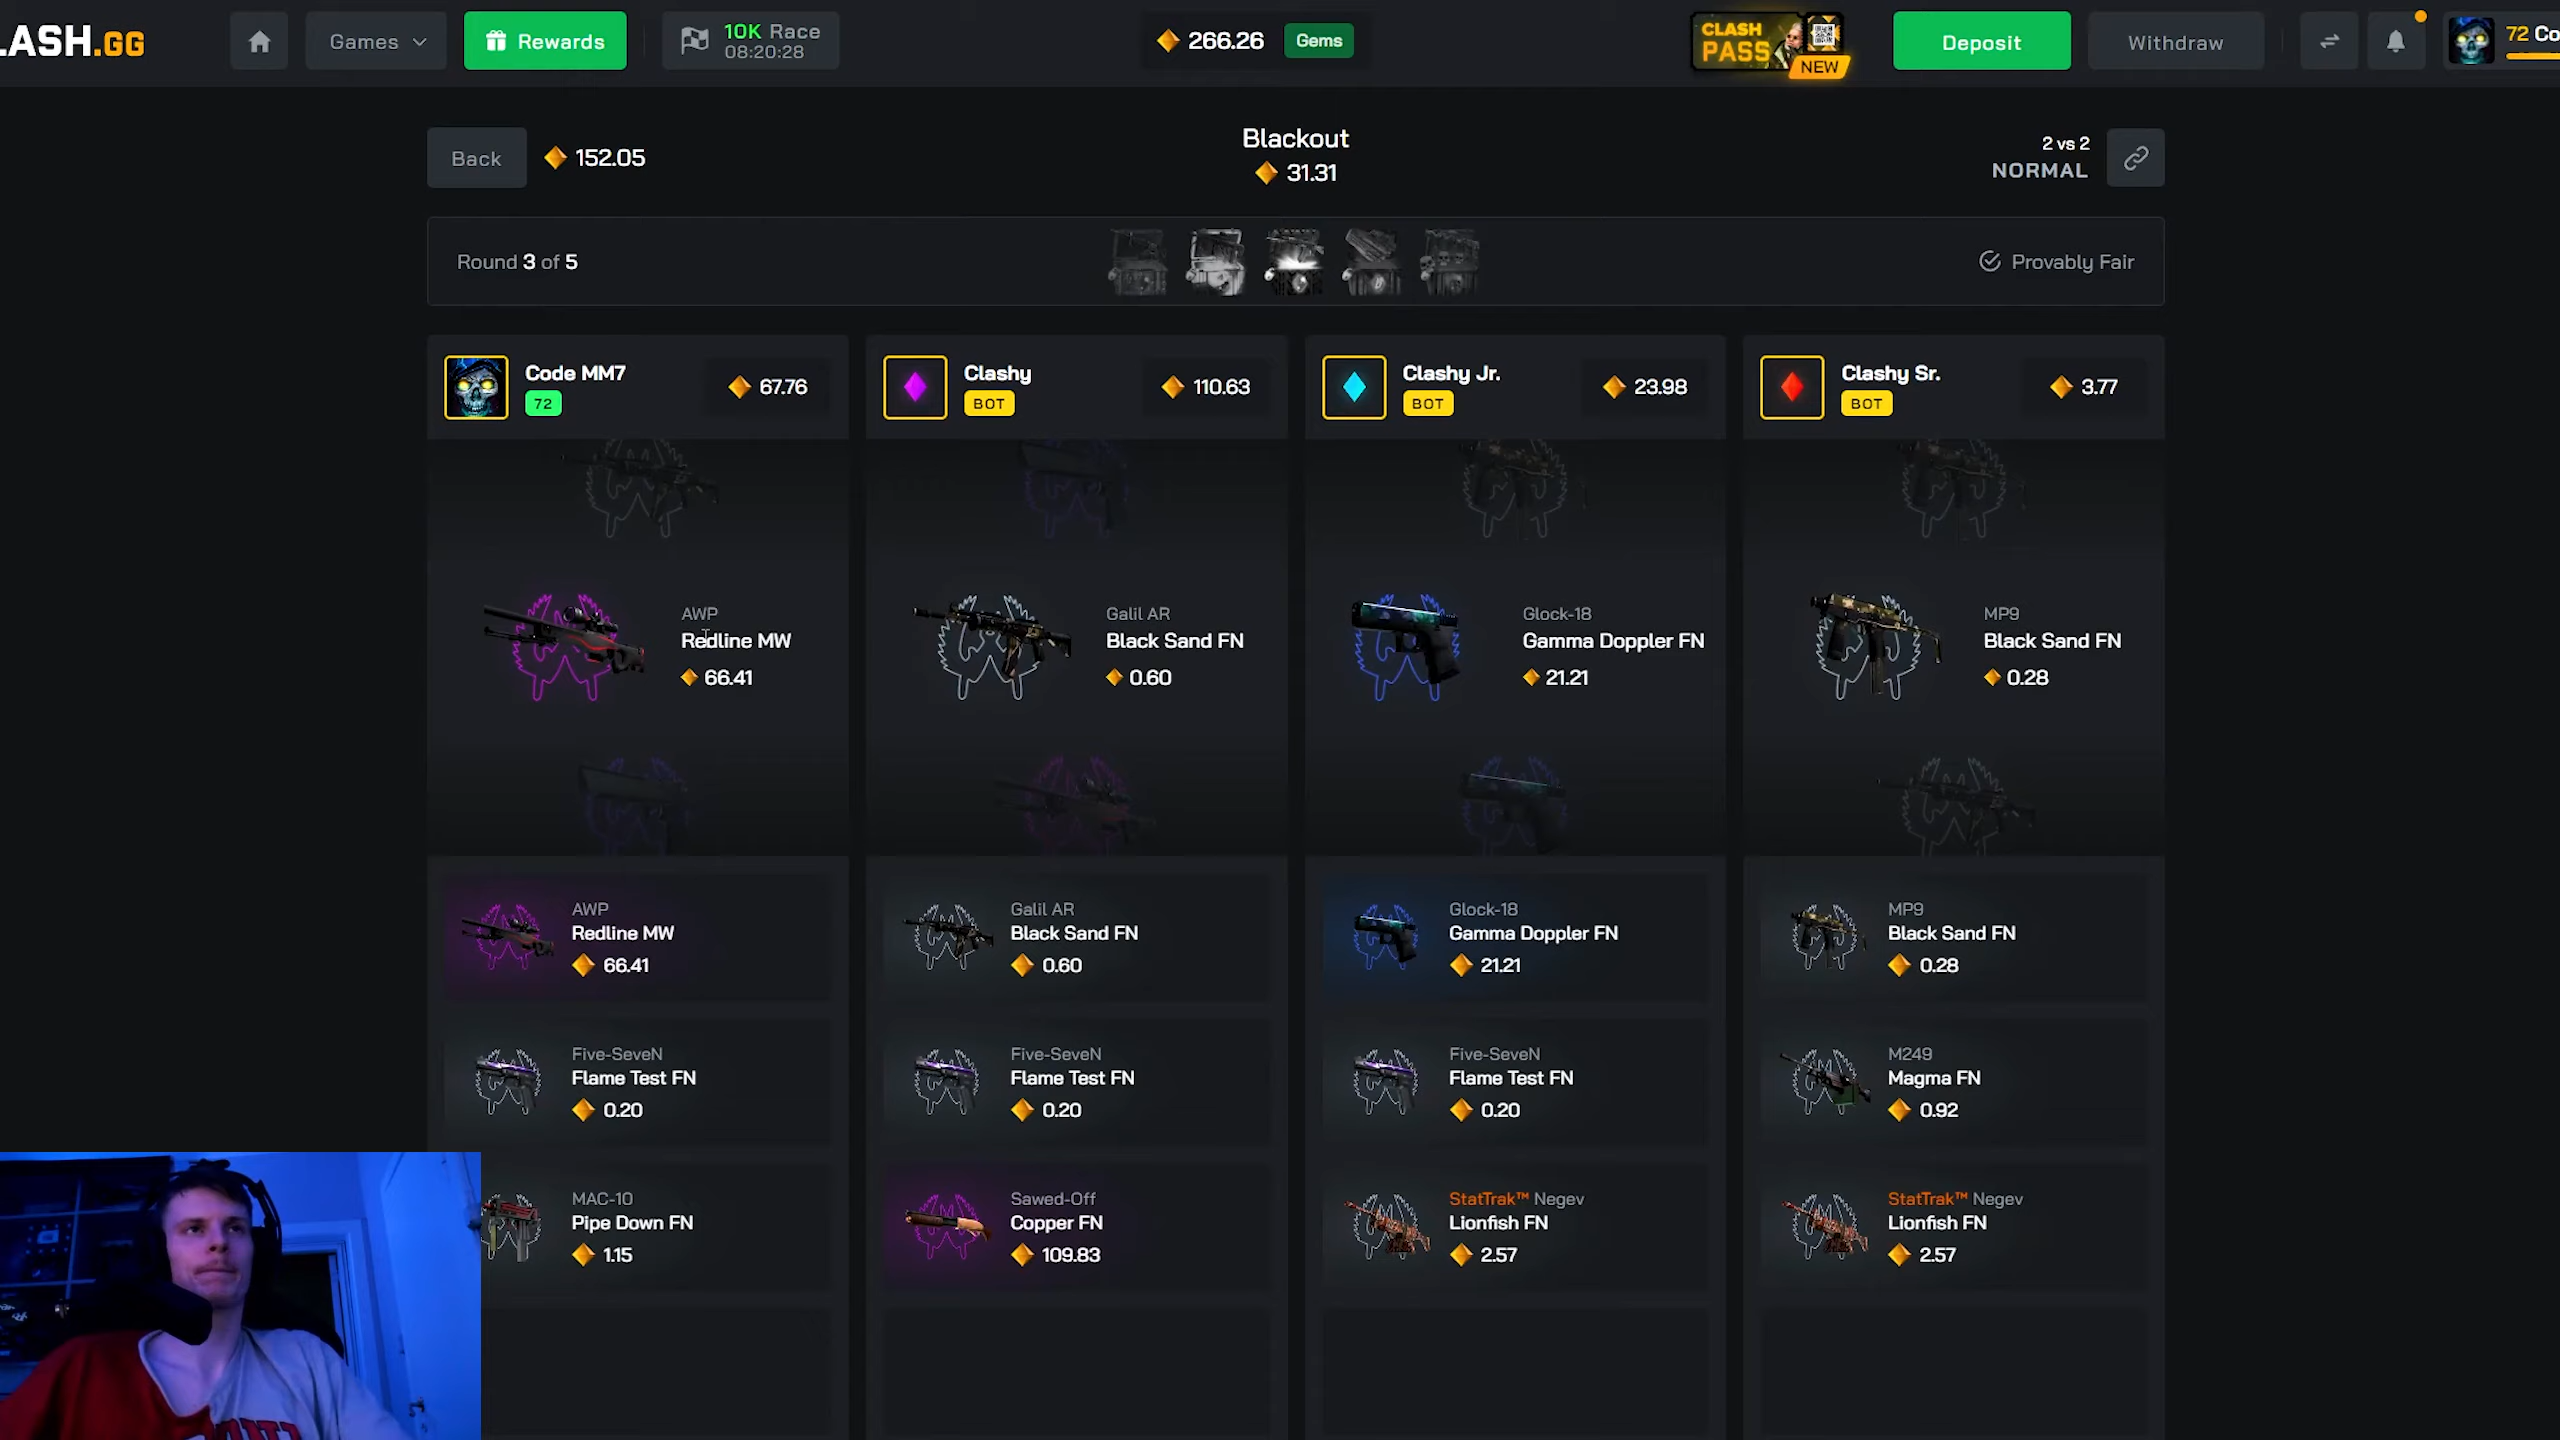 LASH.GG
Games
Rewards
10K Race
08:20:28
266.26
Gems
CLASH
PASS
NEW
Deposit
Withdraw
72 Co
Back
152.05
Blackout
31.31
2 vs 2
NORMAL
Round 3 of 5
Provably Fair
Code MM7
72
67.76
Clashy
BOT
110.63
Clashy Jr.
BOT
23.98
Clashy Sr.
BOT
3.77
AWP
Redline MW
66.41
Galil AR
Black Sand FN
0.60
Glock-18
Gamma Doppler FN
21.21
MP9
Black Sand FN
0.28
AWP
Redline MW
66.41
Galil AR
Black Sand FN
0.60
Glock-18
Gamma Doppler FN
21.21
MP9
Black Sand FN
0.28
Five-SeveN
Flame Test FN
0.20
Five-SeveN
Flame Test FN
0.20
Five-SeveN
Flame Test FN
0.20
M249
Magma FN
0.92
MAC-10
Pipe Down FN
1.15
Sawed-Off
Copper FN
109.83
StatTrak™ Negev
Lionfish FN
2.57
StatTrak™ Negev
Lionfish FN
2.57